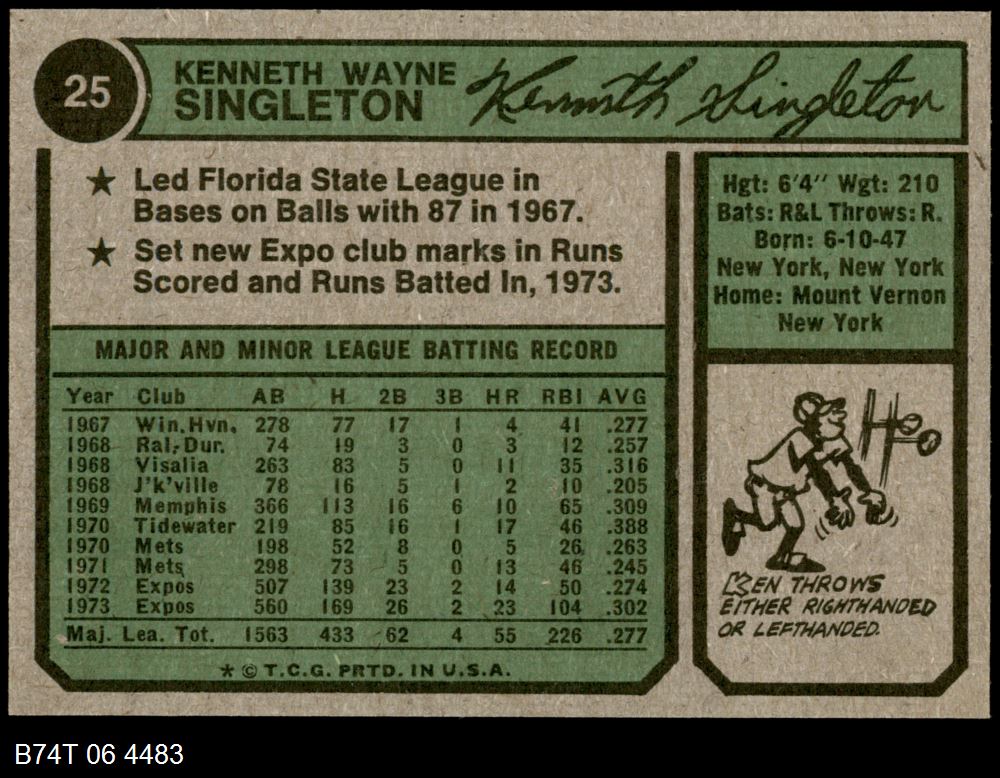 25
KENNETH WAYNE
SINGLETON
Kenneth Singleton
★ Led Florida State League in
Bases on Balls with 87 in 1967.
★ Set new Expo club marks in Runs
Scored and Runs Batted In, 1973.
Hgt: 6'4" Wgt: 210
Bats: R&L Throws: R.
Born: 6-10-47
New York, New York
Home: Mount Vernon
New York
MAJOR AND MINOR LEAGUE BATTING RECORD
Year Club AB H 2B 3B HR RBI AVG
1967 Win. Hvn. 278 77 17 1 4 41 .277
1968 Ral.-Dur. 74 19 3 0 3 12 .257
1968 Visalia 263 83 5 0 11 35 .316
1968 J'k'ville 78 16 5 1 2 10 .205
1969 Memphis 366 113 16 6 10 65 .309
1970 Tidewater 219 85 16 1 17 46 .388
1970 Mets 198 52 8 0 5 26 .263
1971 Mets 298 73 5 0 13 46 .245
1972 Expos 507 139 23 2 14 50 .274
1973 Expos 560 169 26 2 23 104 .302
Maj. Lea. Tot. 1563 433 62 4 55 226 .277
* © T.C.G. PRTD. IN U.S.A.
KEN THROWS
EITHER RIGHTHANDED
OR LEFTHANDED.
B74T 06 4483